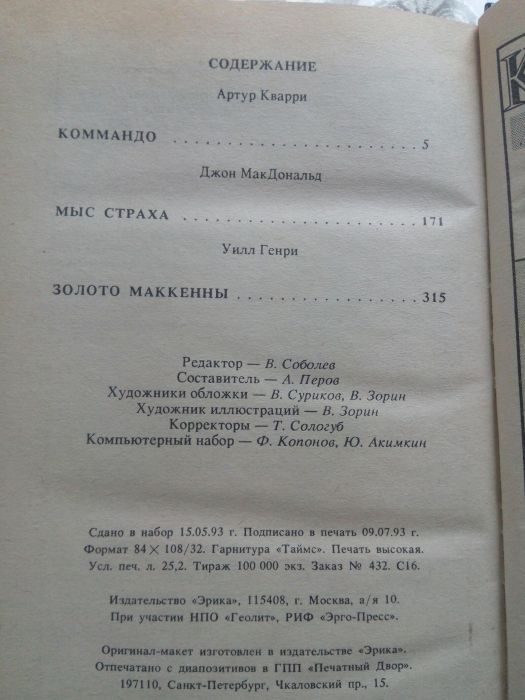 СОДЕРЖАНИЕ
Артур Кварри
КОММАНДО . . . . . . . . . . . . . . . . . . . . . . 5
Джон МакДональд
МЫС СТРАХА . . . . . . . . . . . . . . . . . . . . . 171
Уилл Генри
ЗОЛОТО МАККЕННЫ . . . . . . . . . . . . . . . . 315
Редактор — В. Соболев
Составитель — А. Перов
Художники обложки — В. Суриков, В. Зорин
Художник иллюстраций — В. Зорин
Корректоры — Т. Сологуб
Компьютерный набор — Ф. Копонов, Ю. Акимкин
Сдано в набор 15.05.93 г. Подписано в печать 09.07.93 г.
Формат 84 × 108/32. Гарнитура «Таймс». Печать высокая.
Усл. печ. л. 25,2. Тираж 100 000 экз. Заказ № 432. С16.
Издательство «Эрика», 115408, г. Москва, а/я 10.
При участии НПО «Геолит», РИФ «Эрго-Пресс».
Оригинал-макет изготовлен в издательстве «Эрика».
Отпечатано с диапозитивов в ГПП «Печатный Двор».
197110, Санкт-Петербург, Чкаловский пр., 15.
К